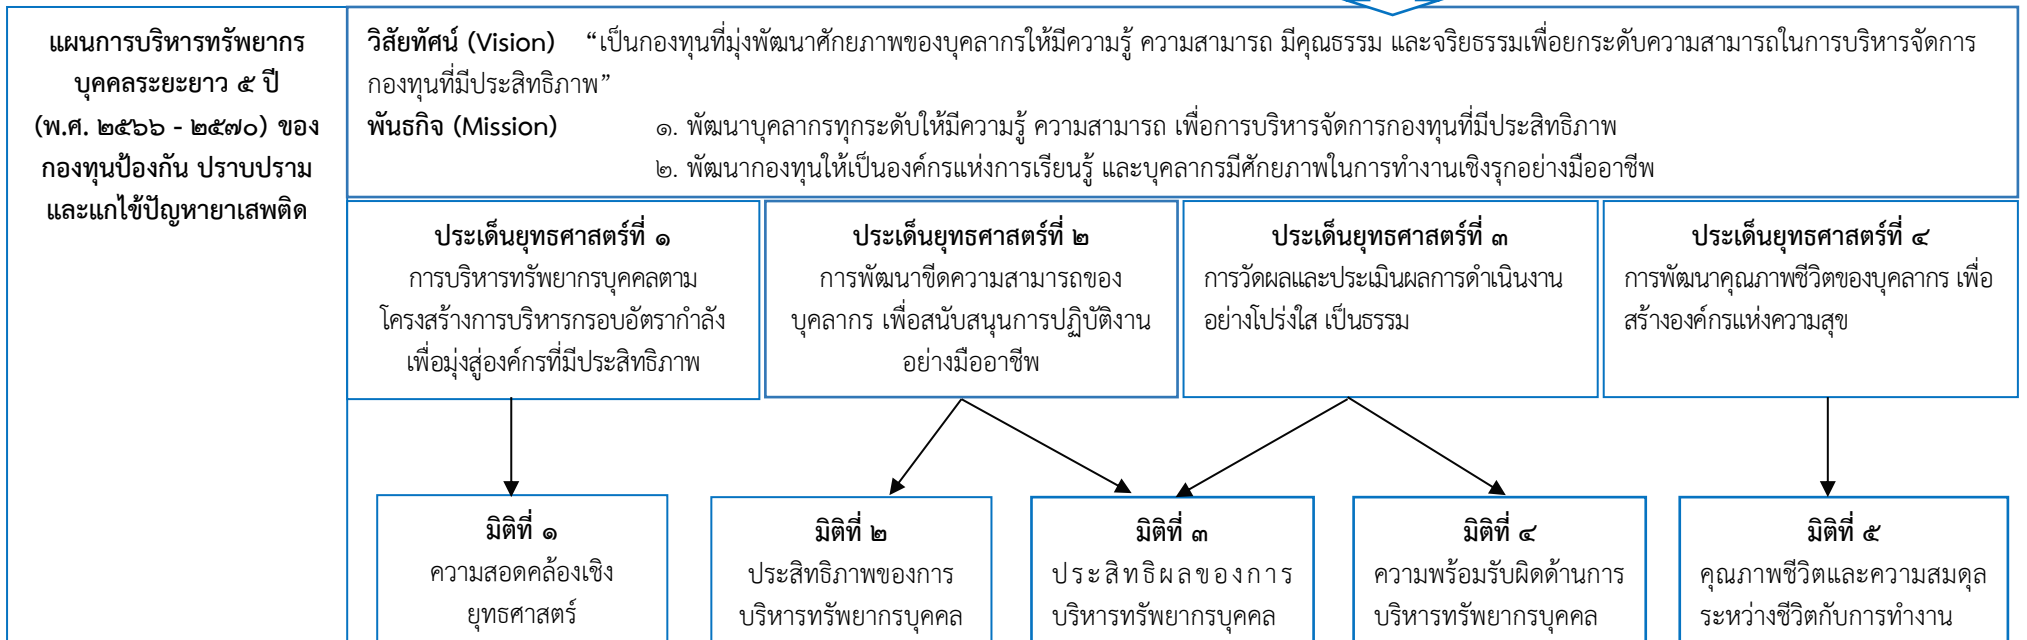 แผนการบริหารทรัพยากร
บุคคลระยะยาว ๕ ปี
(พ.ศ. ๒๕๖๖ - ๒๕๗๐) ของ
กองทุนป้องกัน ปราบปราม
และแก้ไข้ปัญหายาเสพติด
วิสัยทัศน์ (Vision) “เป็นกองทุนที่มุ่งพัฒนาศักยภาพของบุคลากรให้มีความรู้ ความสามารถ มีคุณธรรม และจริยธรรมเพื่อยกระดับความสามารถในการบริหารจัดการ
กองทุนที่มีประสิทธิภาพ”
พันธกิจ (Mission) ๑. พัฒนาบุคลากรทุกระดับให้มีความรู้ ความสามารถ เพื่อการบริหารจัดการกองทุนที่มีประสิทธิภาพ
๒. พัฒนากองทุนให้เป็นองค์กรแห่งการเรียนรู้ และบุคลากรมีศักยภาพในการทำงานเชิงรุกอย่างมืออาชีพ
ประเด็นยุทธศาสตร์ที่ ๑
การบริหารทรัพยากรบุคคลตาม
โครงสร้างการบริหารกรอบอัตรากำลัง
เพื่อมุ่งสู่องค์กรที่มีประสิทธิภาพ
ประเด็นยุทธศาสตร์ที่ ๒
การพัฒนาขีดความสามารถของ
บุคลากร เพื่อสนับสนุนการปฏิบัติงาน
อย่างมืออาชีพ
ประเด็นยุทธศาสตร์ที่ ๓
การวัดผลและประเมินผลการดำเนินงาน
อย่างโปร่งใส เป็นธรรม
ประเด็นยุทธศาสตร์ที่ ๔
การพัฒนาคุณภาพชีวิตของบุคลากร เพื่อ
สร้างองค์กรแห่งความสุข
มิติที่ ๑
ความสอดคล้องเชิง
ยุทธศาสตร์
มิติที่ ๒
ประสิทธิภาพของการ
บริหารทรัพยากรบุคคล
มิติที่ ๓
ประสิทธิผลของการ
บริหารทรัพยากรบุคคล
มิติที่ ๔
ความพร้อมรับผิดด้านการ
บริหารทรัพยากรบุคคล
มิติที่ ๕
คุณภาพชีวิตและความสมดุล
ระหว่างชีวิตกับการทำงาน